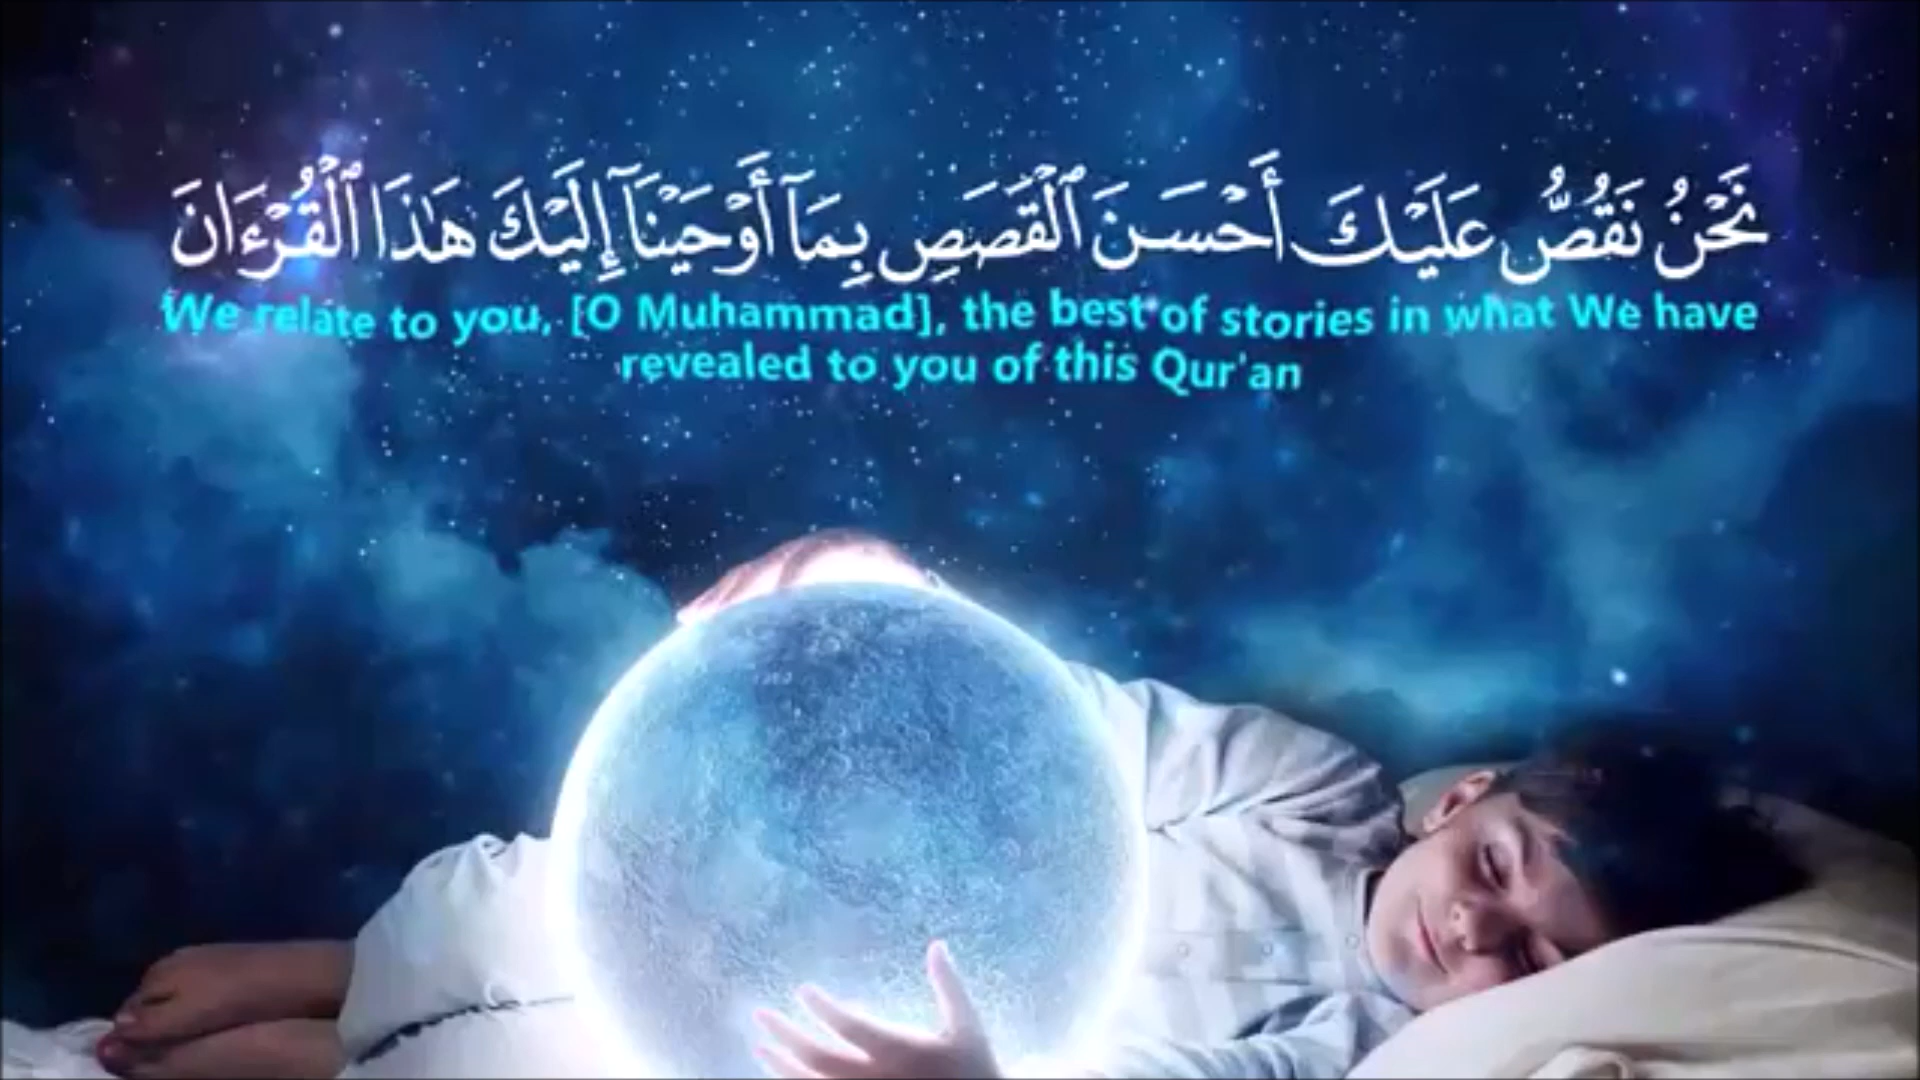 نَحْنُ نَقُصُّ عَلَيْكَ أَحْسَنَ ٱلْقَصَصِ بِمَآ أَوْحَيْنَآ إِلَيْكَ هَـٰذَا ٱلْقُرْءَانَ
We relate to you, [O Muhammad], the best of stories in what We have
revealed to you of this Qur'an